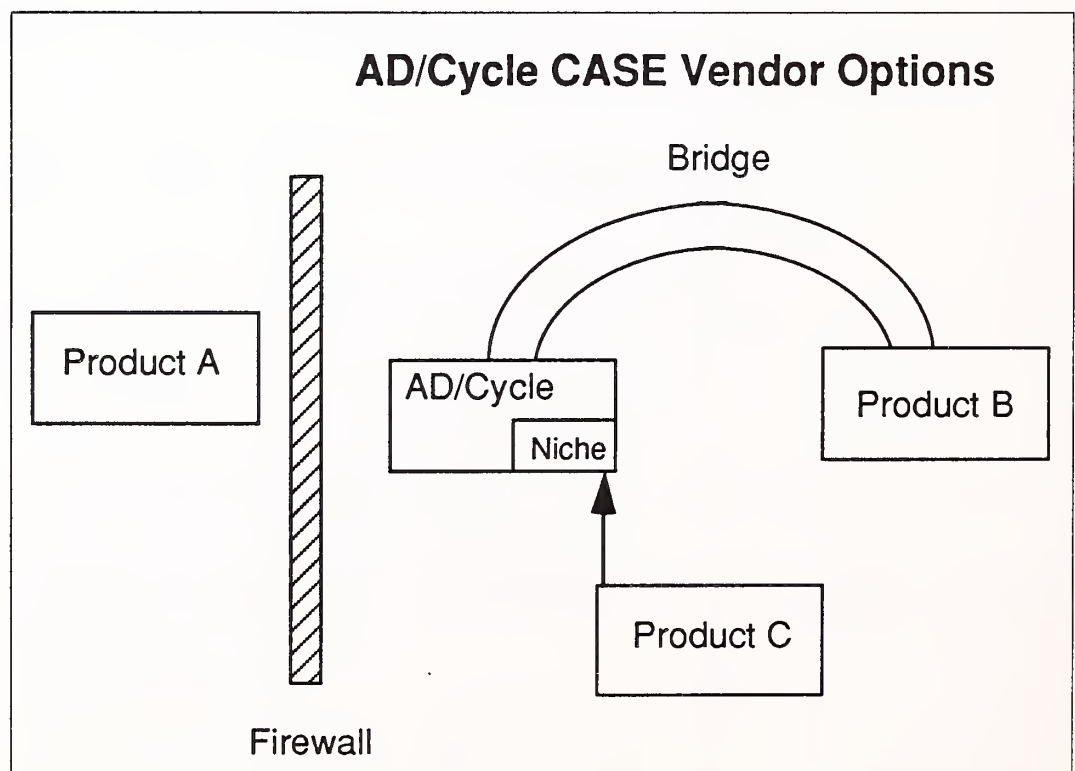 AD/Cycle CASE Vendor Options
Bridge
Product A
AD/Cycle
Niche
Product B
Product C
Firewall